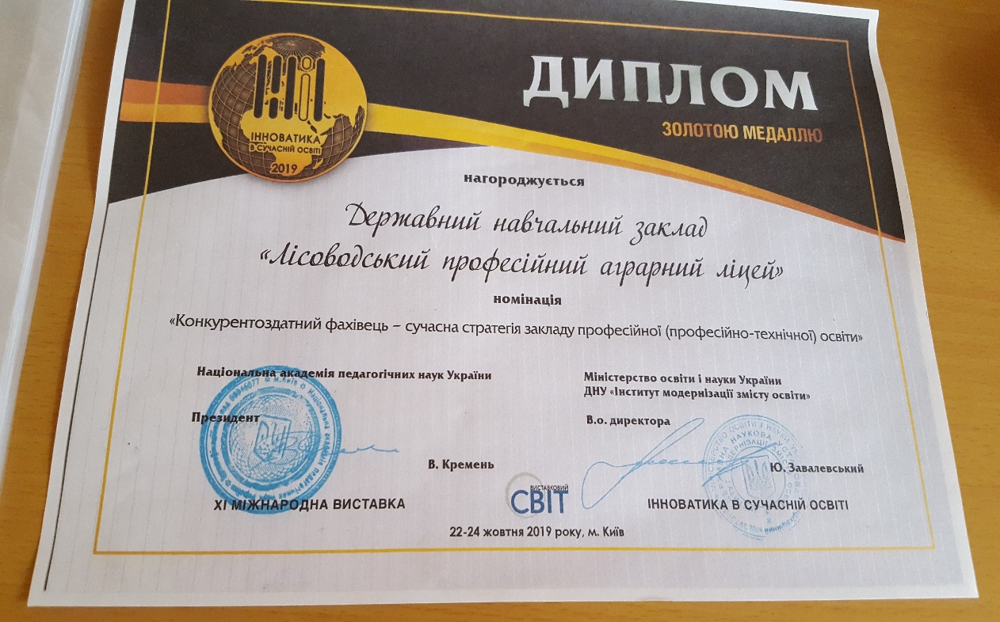 ДИПЛОМ
ЗОЛОТОЮ МЕДАЛЛЮ
ІННОВАТИКА
В СУЧАСНІЙ ОСВІТІ
2019
нагороджується
Державний навчальний заклад
«Лісоводський професійний аграрний ліцей»
номінація
«Конкурентоздатний фахівець – сучасна стратегія закладу професійної (професійно-технічної) освіти»
Національна академія педагогічних наук України
Президент
В. Кремень
Міністерство освіти і науки України
ДНУ «Інститут модернізації змісту освіти»
В.о. директора
Ю. Завалевський
XI МІЖНАРОДНА ВИСТАВКА
ВИСТАВКОВИЙ
СВІТ
ІННОВАТИКА В СУЧАСНІЙ ОСВІТІ
22-24 жовтня 2019 року, м. Київ